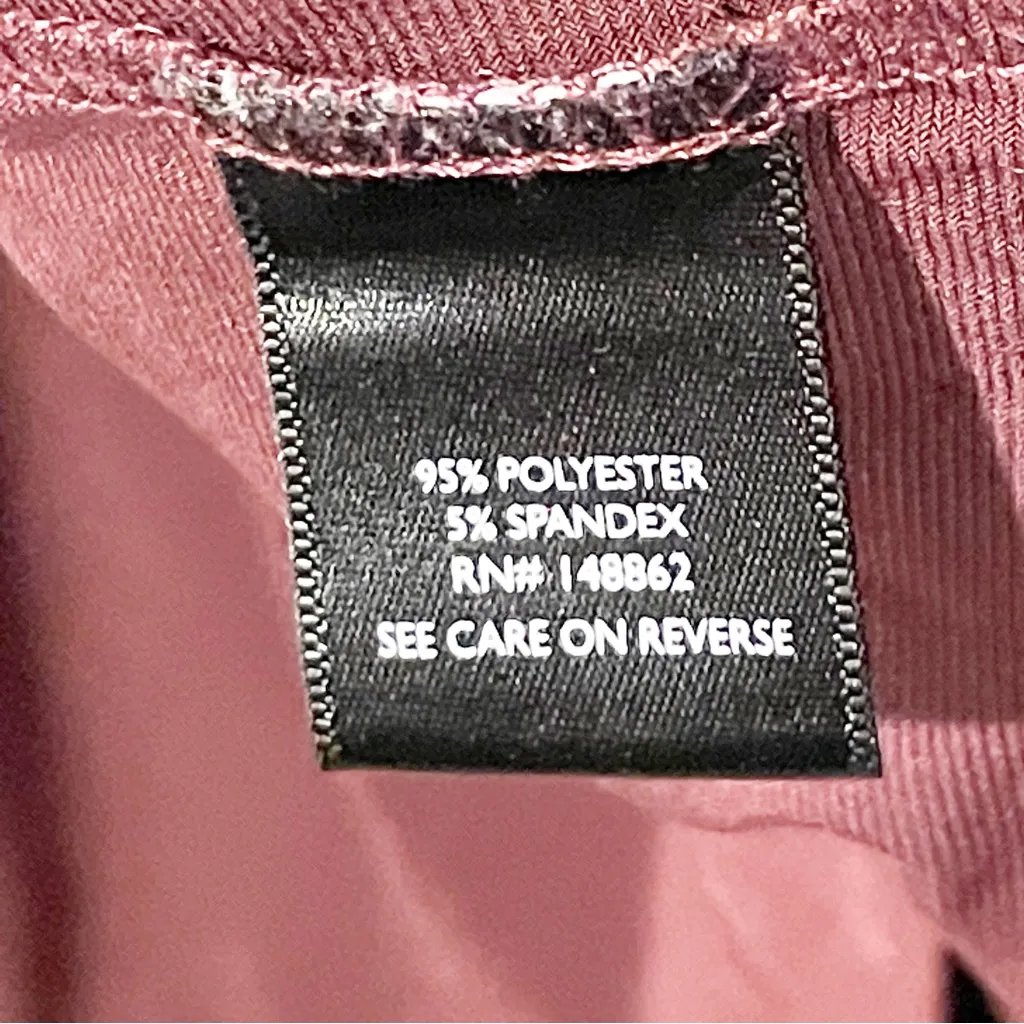 95% POLYESTER
5% SPANDEX
RN# 148862
SEE CARE ON REVERSE